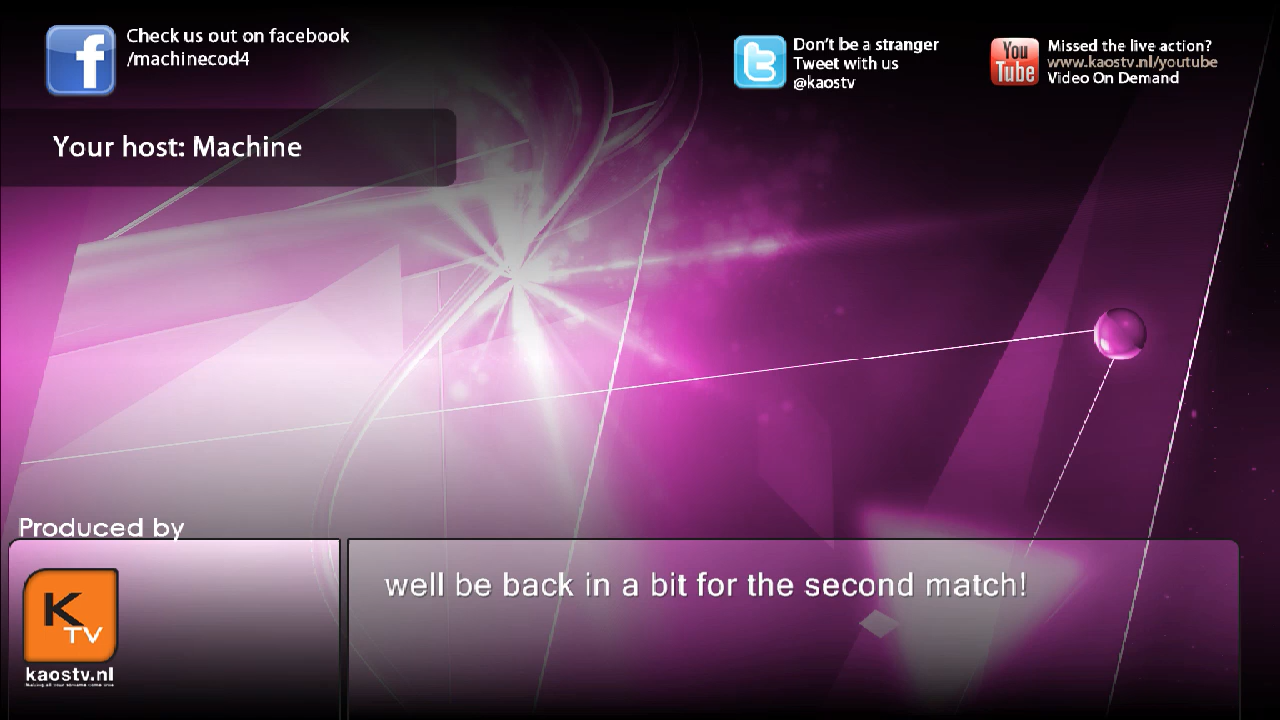 Check us out on facebook
/machinecod4
Don't be a stranger
Tweet with us
@kaostv
You
Tube
Missed the live action?
www.kaostv.nl/youtube
Video On Demand
Your host: Machine
Produced by
K
TV
kaostv.nl
well be back in a bit for the second match!